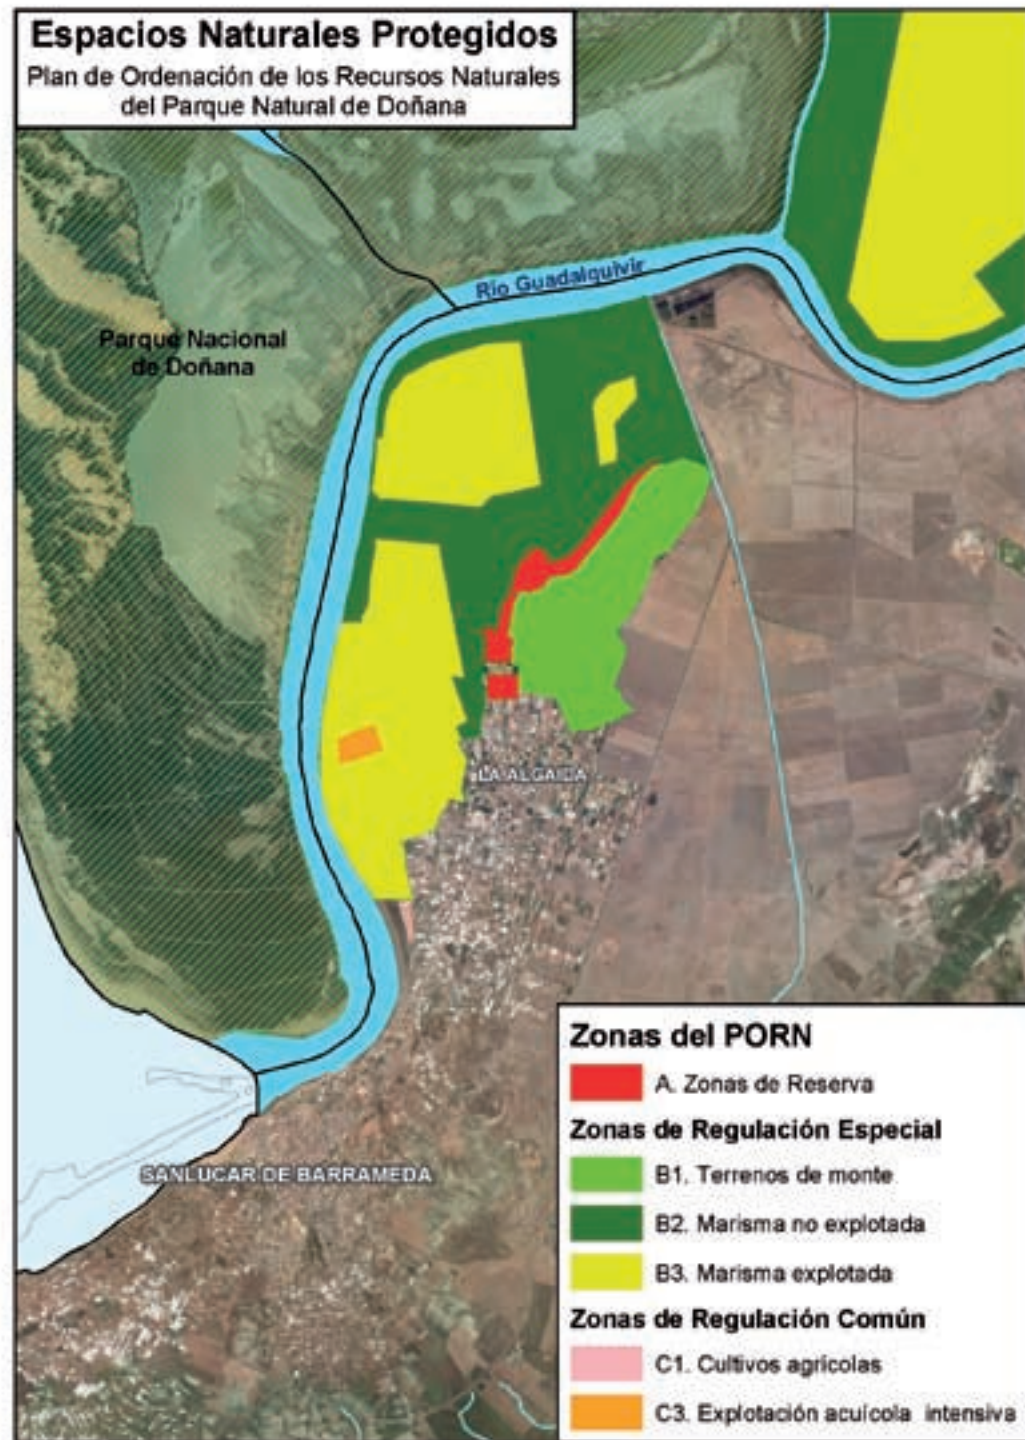 Espacios Naturales Protegidos
Plan de Ordenación de los Recursos Naturales
del Parque Natural de Doñana
Río Guadalquivir
Parque Nacional
de Doñana
LA ALGAIDA
SANLUCAR DE BARRAMEDA
Zonas del PORN
A. Zonas de Reserva
Zonas de Regulación Especial
B1. Terrenos de monte
B2. Marisma no explotada
B3. Marisma explotada
Zonas de Regulación Común
C1. Cultivos agrícolas
C3. Explotación acuícola intensiva